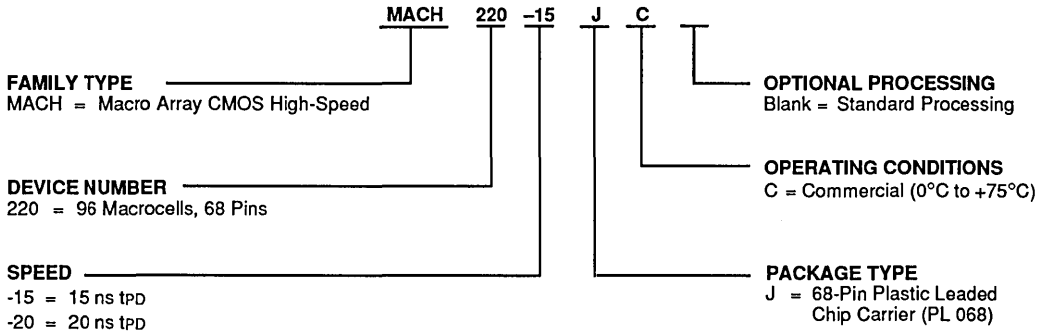 MACH 220 –15 J C
FAMILY TYPE
MACH = Macro Array CMOS High-Speed
DEVICE NUMBER
220 = 96 Macrocells, 68 Pins
SPEED
-15 = 15 ns tPD
-20 = 20 ns tPD
OPTIONAL PROCESSING
Blank = Standard Processing
OPERATING CONDITIONS
C = Commercial (0°C to +75°C)
PACKAGE TYPE
J = 68-Pin Plastic Leaded
Chip Carrier (PL 068)